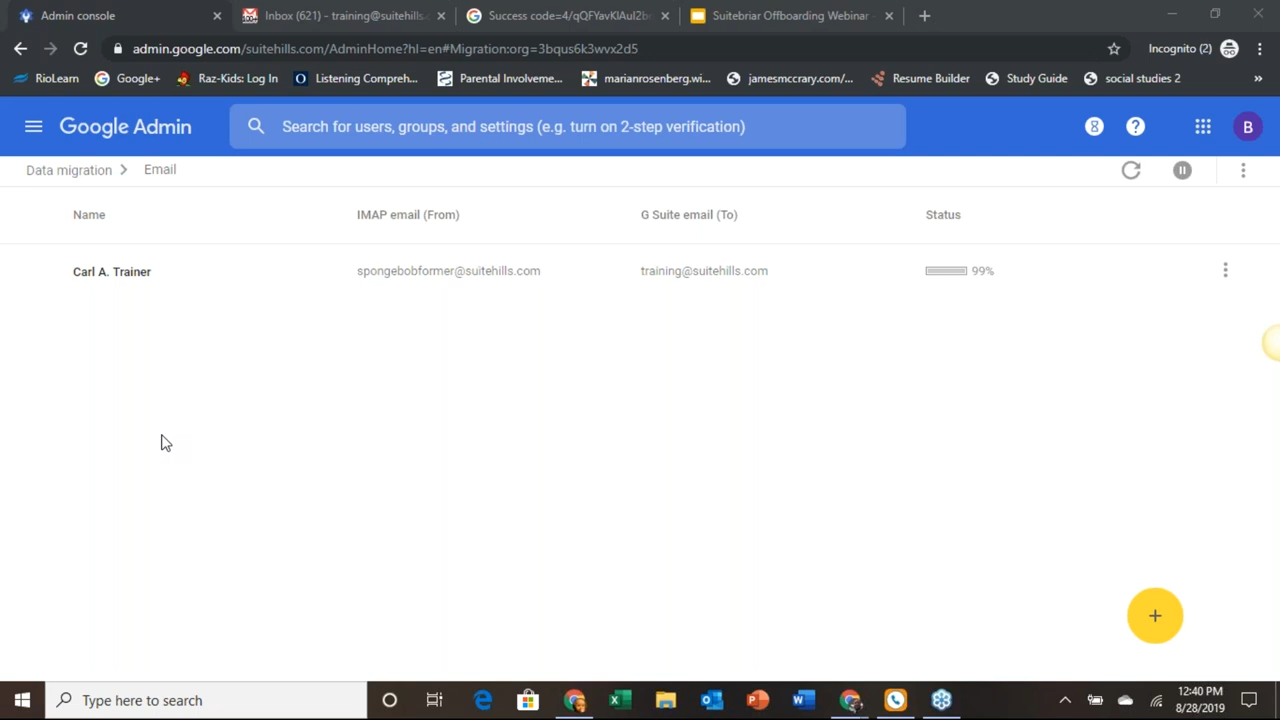 Admin console
Inbox (621) - training@suitehills.c
Success code=4/qQFYavKlAul2b
Suitebriar Offboarding Webinar -
admin.google.com/suitehills.com/AdminHome?hl=en#Migration:org=3bqus6k3wvx2d5
Incognito (2)
RioLearn
Google+
Raz-Kids: Log In
Listening Compreh...
Parental Involveme...
marianrosenberg.wi...
jamesmccrary.com/...
Resume Builder
Study Guide
social studies 2
»
Google Admin
Search for users, groups, and settings (e.g. turn on 2-step verification)
B
Data migration > Email
Name IMAP email (From) G Suite email (To) Status
Carl A. Trainer spongebobformer@suitehills.com training@suitehills.com 99%
+
Type here to search
12:40 PM
8/28/2019